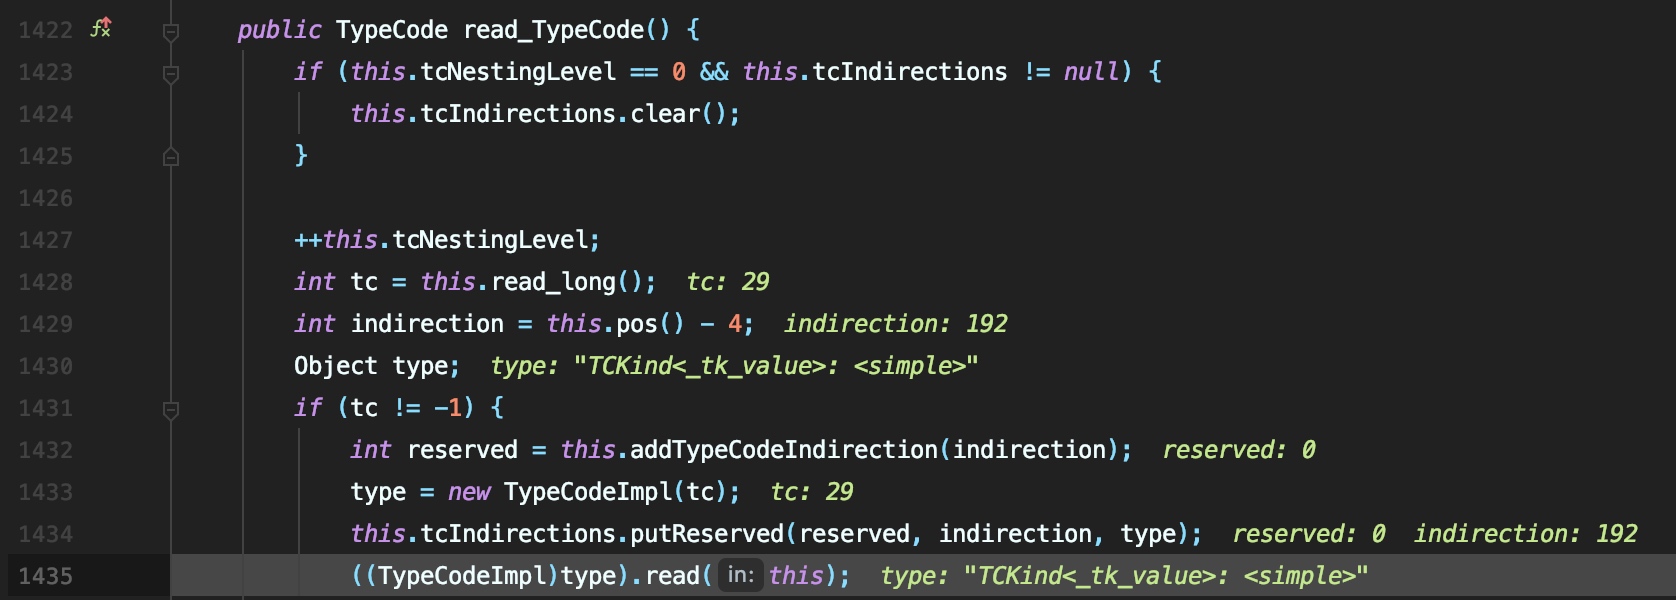 1422 public TypeCode read_TypeCode() {
1423 if (this.tcNestingLevel == 0 && this.tcIndirections != null) {
1424 this.tcIndirections.clear();
1425 }
1426
1427 ++this.tcNestingLevel;
1428 int tc = this.read_long(); tc: 29
1429 int indirection = this.pos() - 4; indirection: 192
1430 Object type; type: "TCKind<_tk_value>: <simple>"
1431 if (tc != -1) {
1432 int reserved = this.addTypeCodeIndirection(indirection); reserved: 0
1433 type = new TypeCodeImpl(tc); tc: 29
1434 this.tcIndirections.putReserved(reserved, indirection, type); reserved: 0 indirection: 192
1435 ((TypeCodeImpl)type).read( in: this); type: "TCKind<_tk_value>: <simple>"